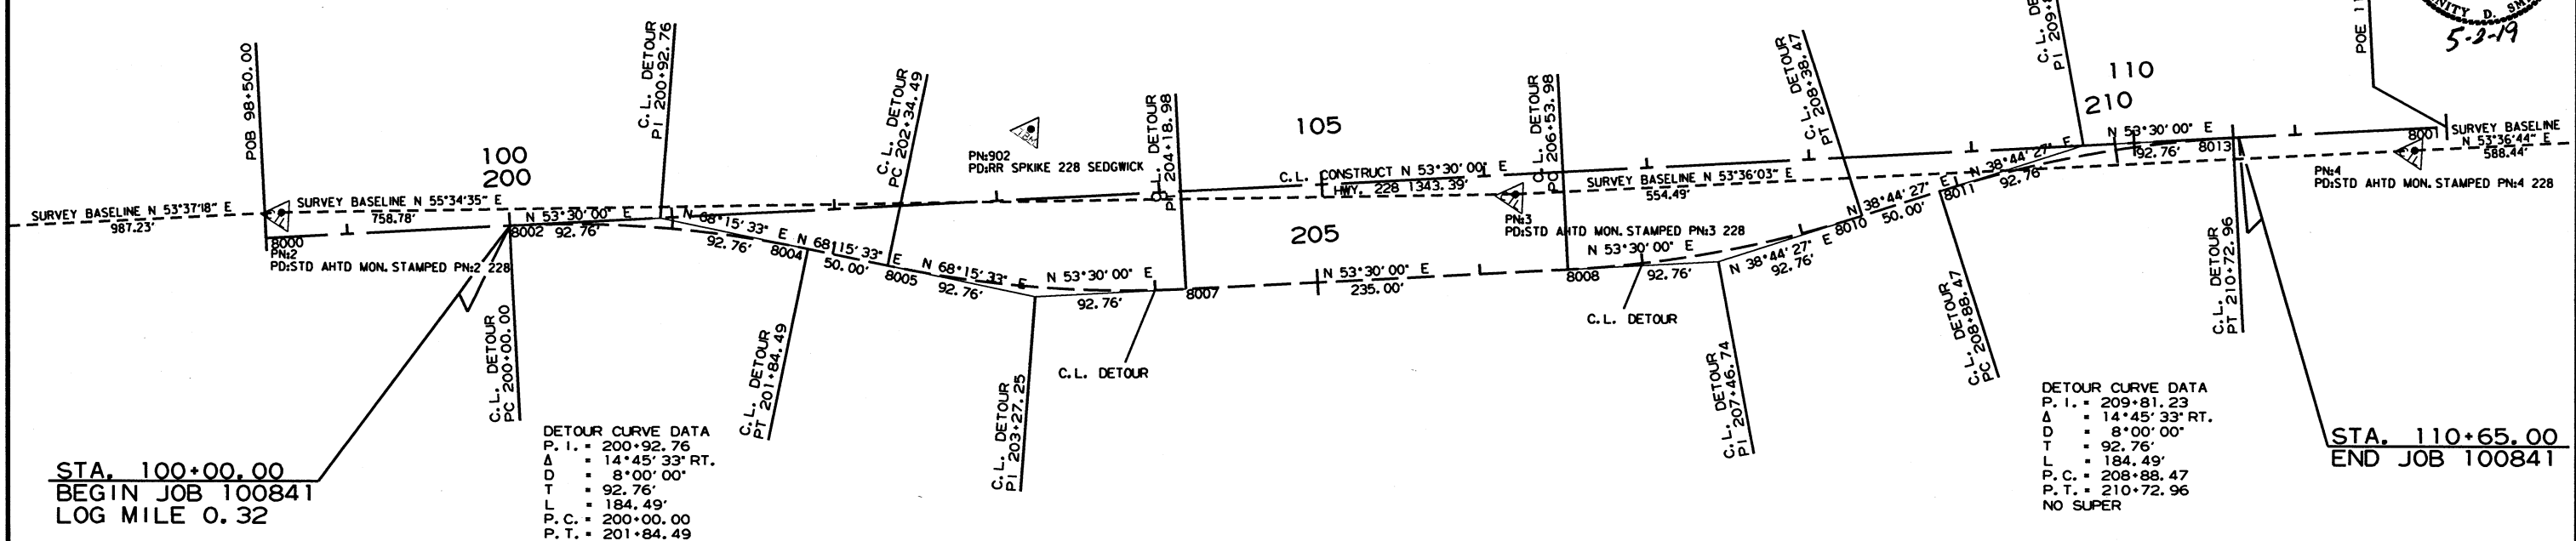 POB 98+50.00
C.L. DETOUR
PI 200+92.76
C.L. DETOUR
PC 202+34.49
C.L. DETOUR
PT 204+18.98
C.L. DETOUR
PC 206+53.98
C.L. DETOUR
PT 208+38.47
POE
5-2-19
100
200
105
205
110
210
PN:902
PD:RR SPKIKE 228 SEDGWICK
SURVEY BASELINE N 53°37'18" E
987.23'
SURVEY BASELINE N 55°34'35" E
758.78'
C.L. CONSTRUCT N 53°30'00" E
HWY. 228 1343.39'
SURVEY BASELINE N 53°36'03" E
554.49'
SURVEY BASELINE
N 53°36'44" E
588.44'
8000
PN:2
PD:STD AHTD MON. STAMPED PN:2 228
8002
N 53°30'00" E
92.76'
N 68°15'33" E
92.76'
8004
N 68°15'33" E
50.00'
8005
N 68°15'33" E
92.76'
N 53°30'00" E
92.76'
8007
N 53°30'00" E
235.00'
PN:3
PD:STD AHTD MON. STAMPED PN:3 228
8008
N 53°30'00" E
92.76'
N 38°44'27" E
92.76'
8010
N 38°44'27" E
50.00'
8011
N 38°44'27" E
92.76'
N 53°30'00" E
92.76'
8013
8001
PN:4
PD:STD AHTD MON. STAMPED PN:4 228
C.L. DETOUR
PC 200+00.00
C.L. DETOUR
PT 201+84.49
C.L. DETOUR
PI 203+27.25
C.L. DETOUR
C.L. DETOUR
C.L. DETOUR
PI 207+46.74
C.L. DETOUR
PC 208+88.47
C.L. DETOUR
PT 210+72.96
STA. 100+00.00
BEGIN JOB 100841
LOG MILE 0.32
DETOUR CURVE DATA
P.I. = 200+92.76
Δ = 14°45'33" RT.
D = 8°00'00"
T = 92.76'
L = 184.49'
P.C. = 200+00.00
P.T. = 201+84.49
DETOUR CURVE DATA
P.I. = 209+81.23
Δ = 14°45'33" RT.
D = 8°00'00"
T = 92.76'
L = 184.49'
P.C. = 208+88.47
P.T. = 210+72.96
NO SUPER
STA. 110+65.00
END JOB 100841